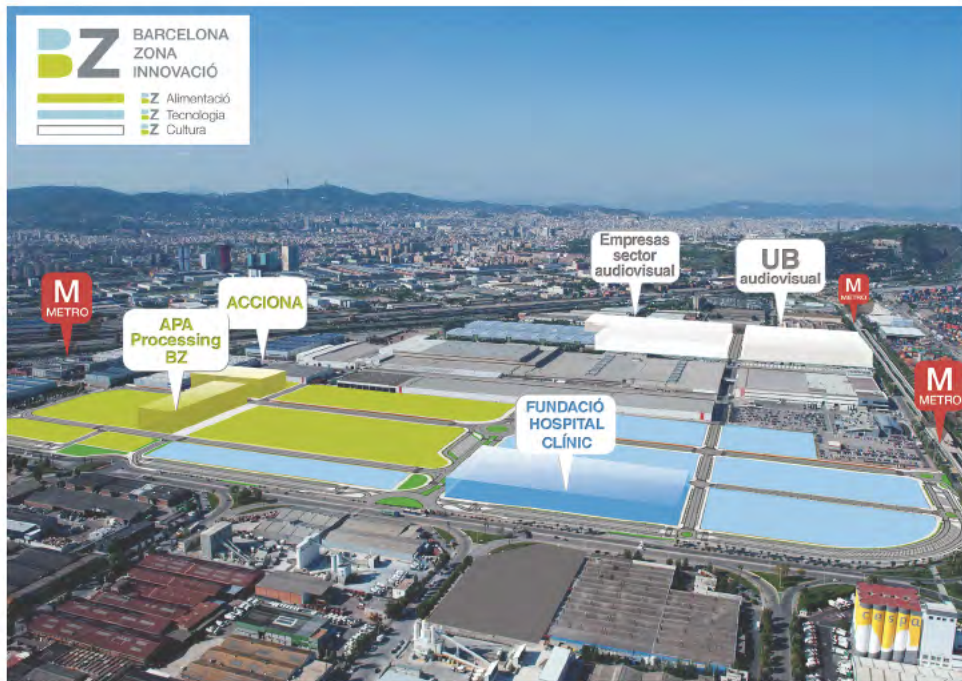 BZ
BARCELONA
ZONA
INNOVACIÓ
BZ Alimentació
BZ Tecnologia
BZ Cultura
Empresas
sector
audiovisual
UB
audiovisual
M
METRO
M
METRO
ACCIONA
APA
Processing
BZ
M
METRO
FUNDACIÓ
HOSPITAL
CLÍNIC
cespa